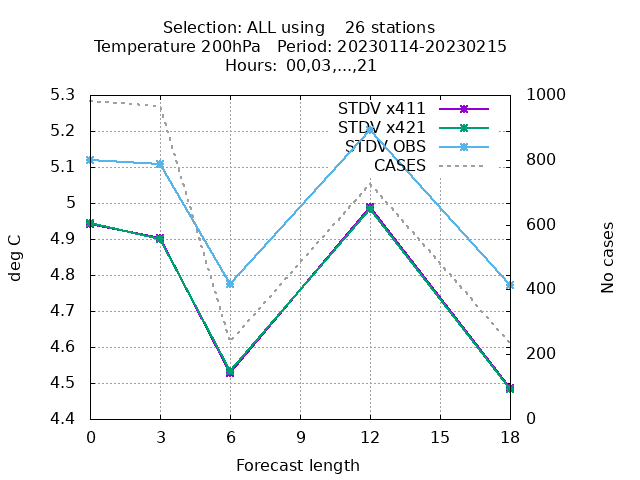 Selection: ALL using    26 stations
Temperature 200hPa   Period: 20230114-20230215
Hours: 00,03,...,21
STDV x411
STDV x421
STDV OBS
CASES
5.3
5.2
5.1
5
4.9
4.8
4.7
4.6
4.5
4.4
deg C
1000
800
600
400
200
0
No cases
0 3 6 9 12 15 18
Forecast length